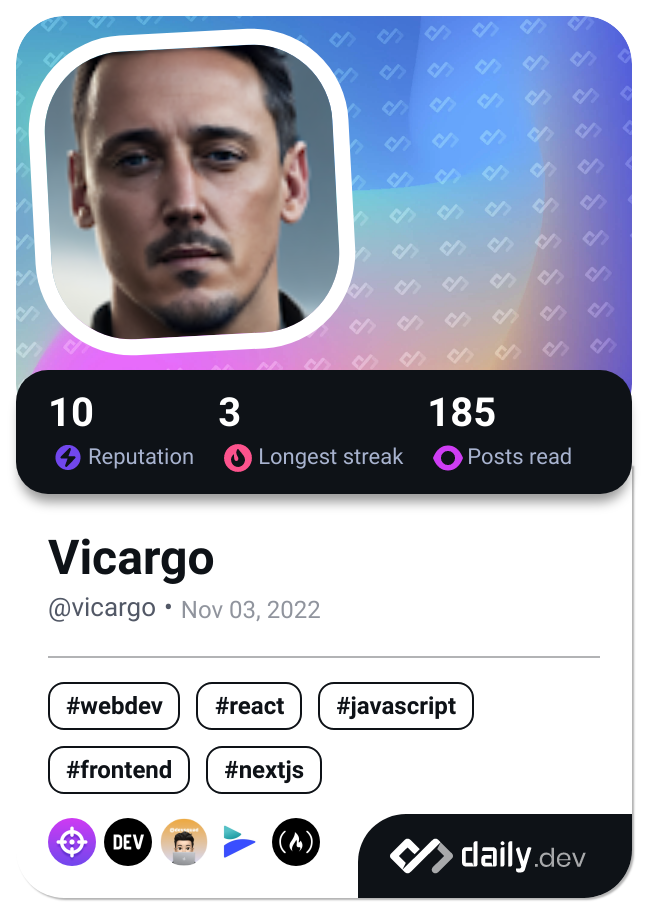 10 3 185
Reputation Longest streak Posts read
Vicargo
@vicargo • Nov 03, 2022
#webdev #react #javascript
#frontend #nextjs
DEV
daily.dev